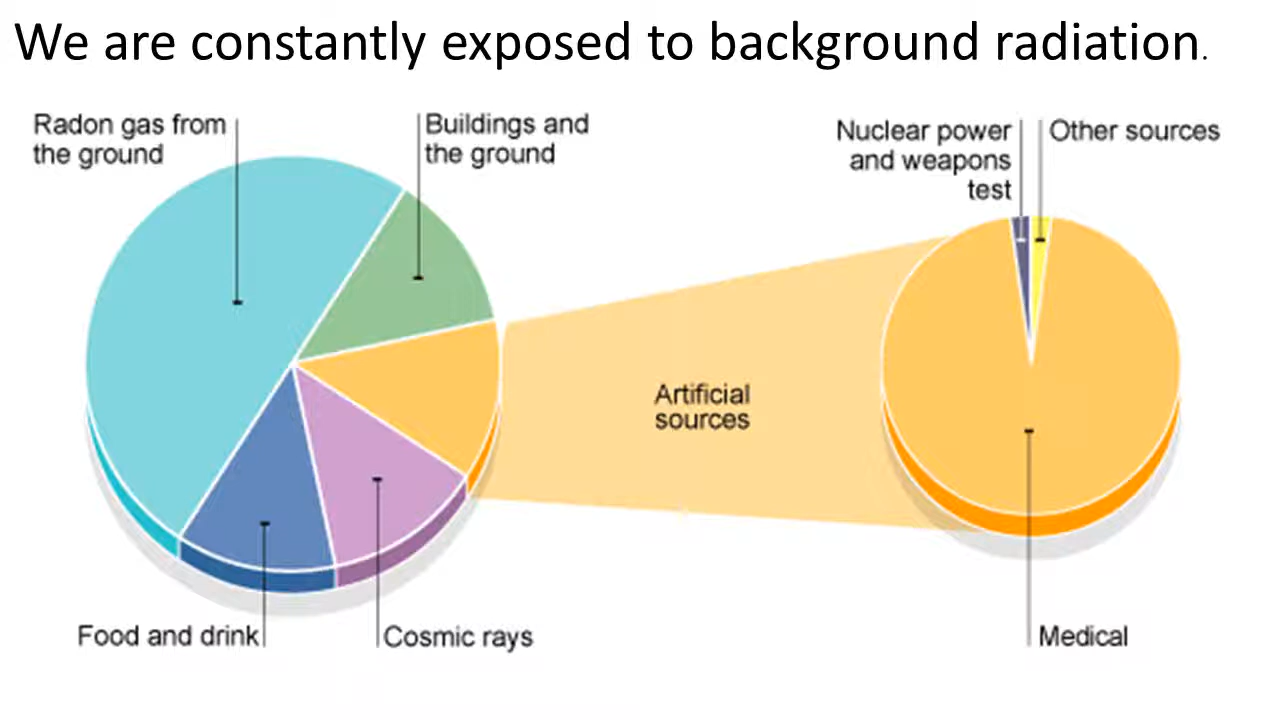 We are constantly exposed to background radiation.
Radon gas from
the ground
Buildings and
the ground
Nuclear power
and weapons
test
Other sources
Artificial
sources
Food and drink
Cosmic rays
Medical